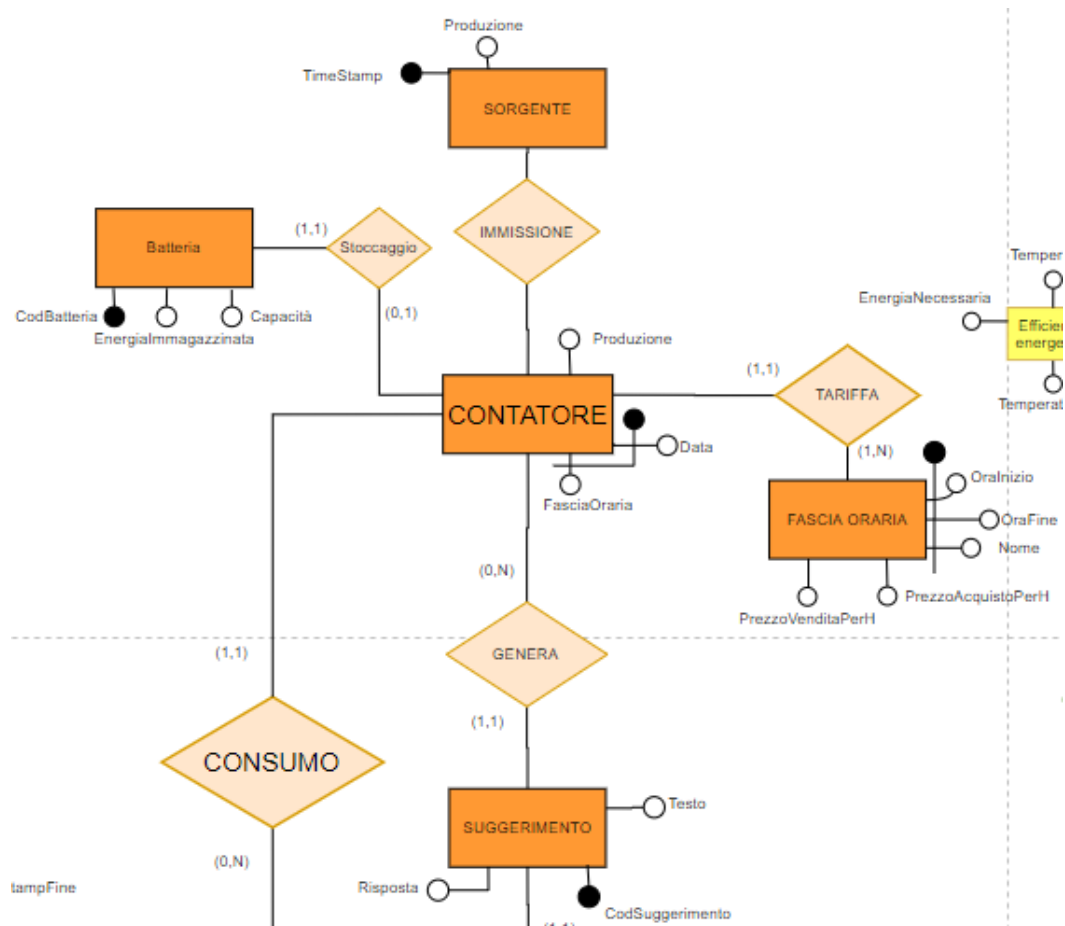 Produzione
TimeStamp
SORGENTE
(1,1)
Batteria
Stoccaggio
IMMISSIONE
CodBatteria
EnergiaImmagazzinata
Capacità
(0,1)
EnergiaNecessaria
Produzione
(1,1)
TARIFFA
CONTATORE
Data
FasciaOraria
(1,N)
OraInizio
FASCIA ORARIA
OraFine
Nome
PrezzoVenditaPerH
PrezzoAcquistoPerH
(0,N)
(1,1)
GENERA
(1,1)
CONSUMO
SUGGERIMENTO
Testo
(0,N)
tampFine
Risposta
CodSuggerimento